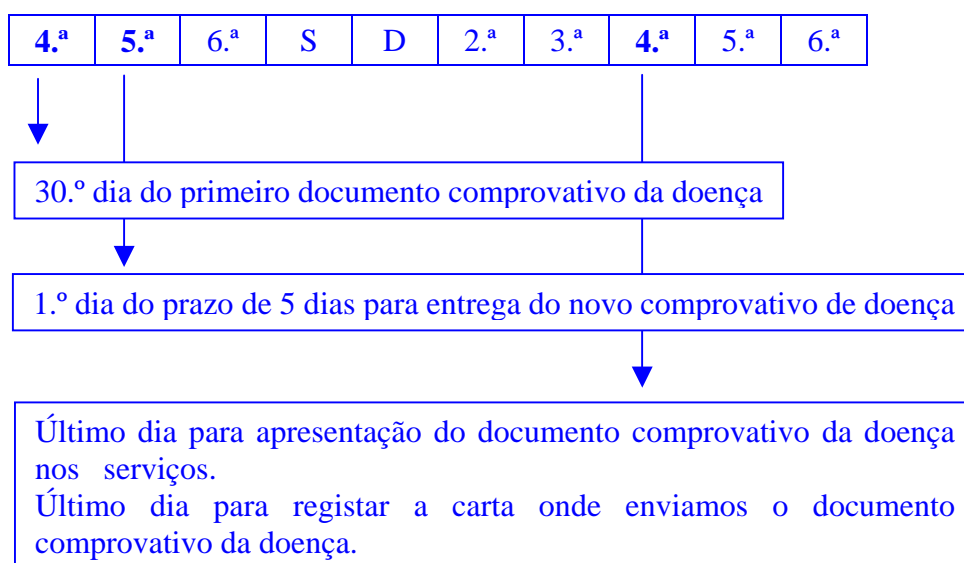 4.ª 5.ª 6.ª S D 2.ª 3.ª 4.ª 5.ª 6.ª
30.º dia do primeiro documento comprovativo da doença
1.º dia do prazo de 5 dias para entrega do novo comprovativo de doença
Último dia para apresentação do documento comprovativo da doença
nos serviços.
Último dia para registar a carta onde enviamos o documento
comprovativo da doença.